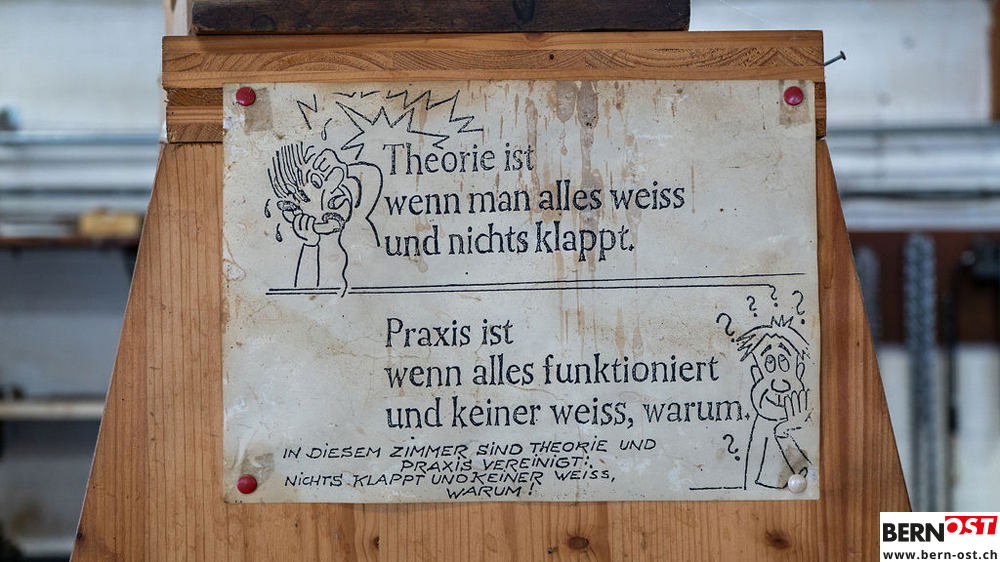 Theorie ist
wenn man alles weiss
und nichts klappt.
Praxis ist
wenn alles funktioniert
und keiner weiss, warum.
IN DIESEM ZIMMER SIND THEORIE UND
PRAXIS VEREINIGT:
NICHTS KLAPPT UND KEINER WEISS,
WARUM!
? ? ? ?
?
BERNOST
www.bern-ost.ch